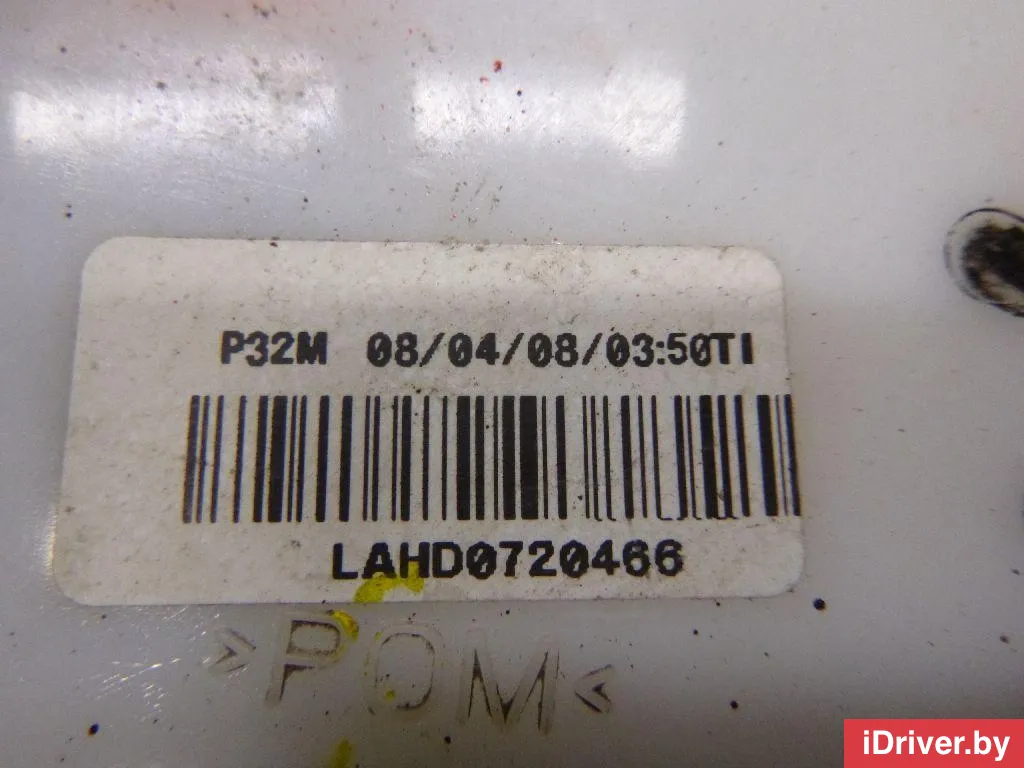 P32M 08/04/08/03:50TI
LAHD0720466
>POM<
iDriver.by